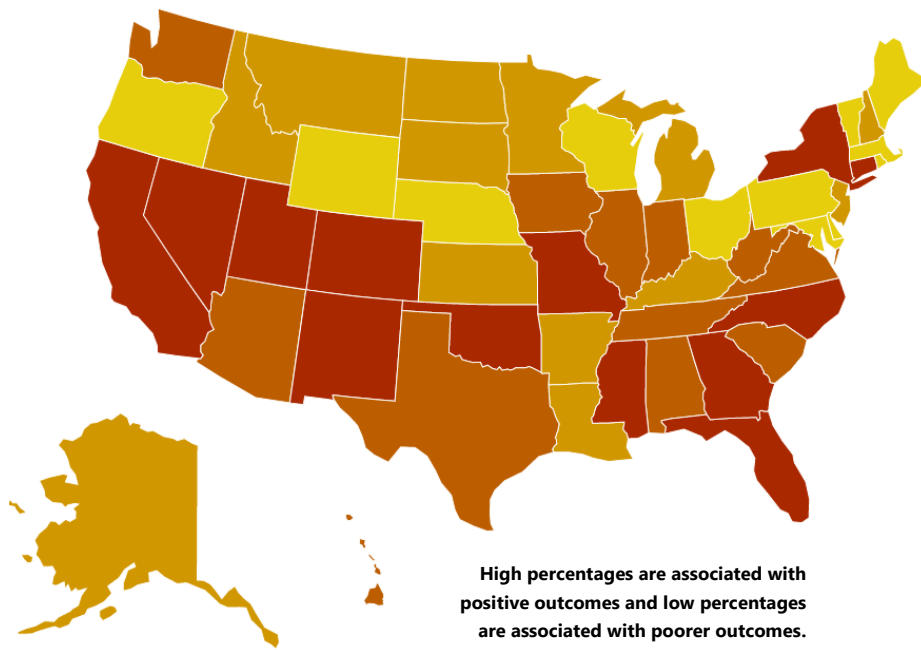 High percentages are associated with
positive outcomes and low percentages
are associated with poorer outcomes.